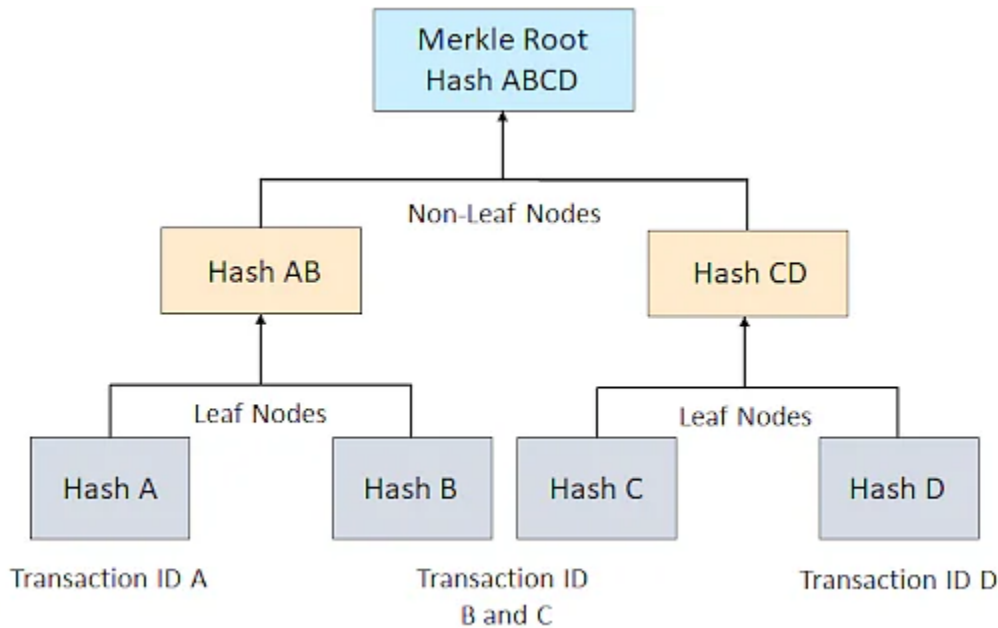 Merkle Root
Hash ABCD
Non-Leaf Nodes
Hash AB
Hash CD
Leaf Nodes
Leaf Nodes
Hash A
Hash B
Hash C
Hash D
Transaction ID A
Transaction ID
B and C
Transaction ID D